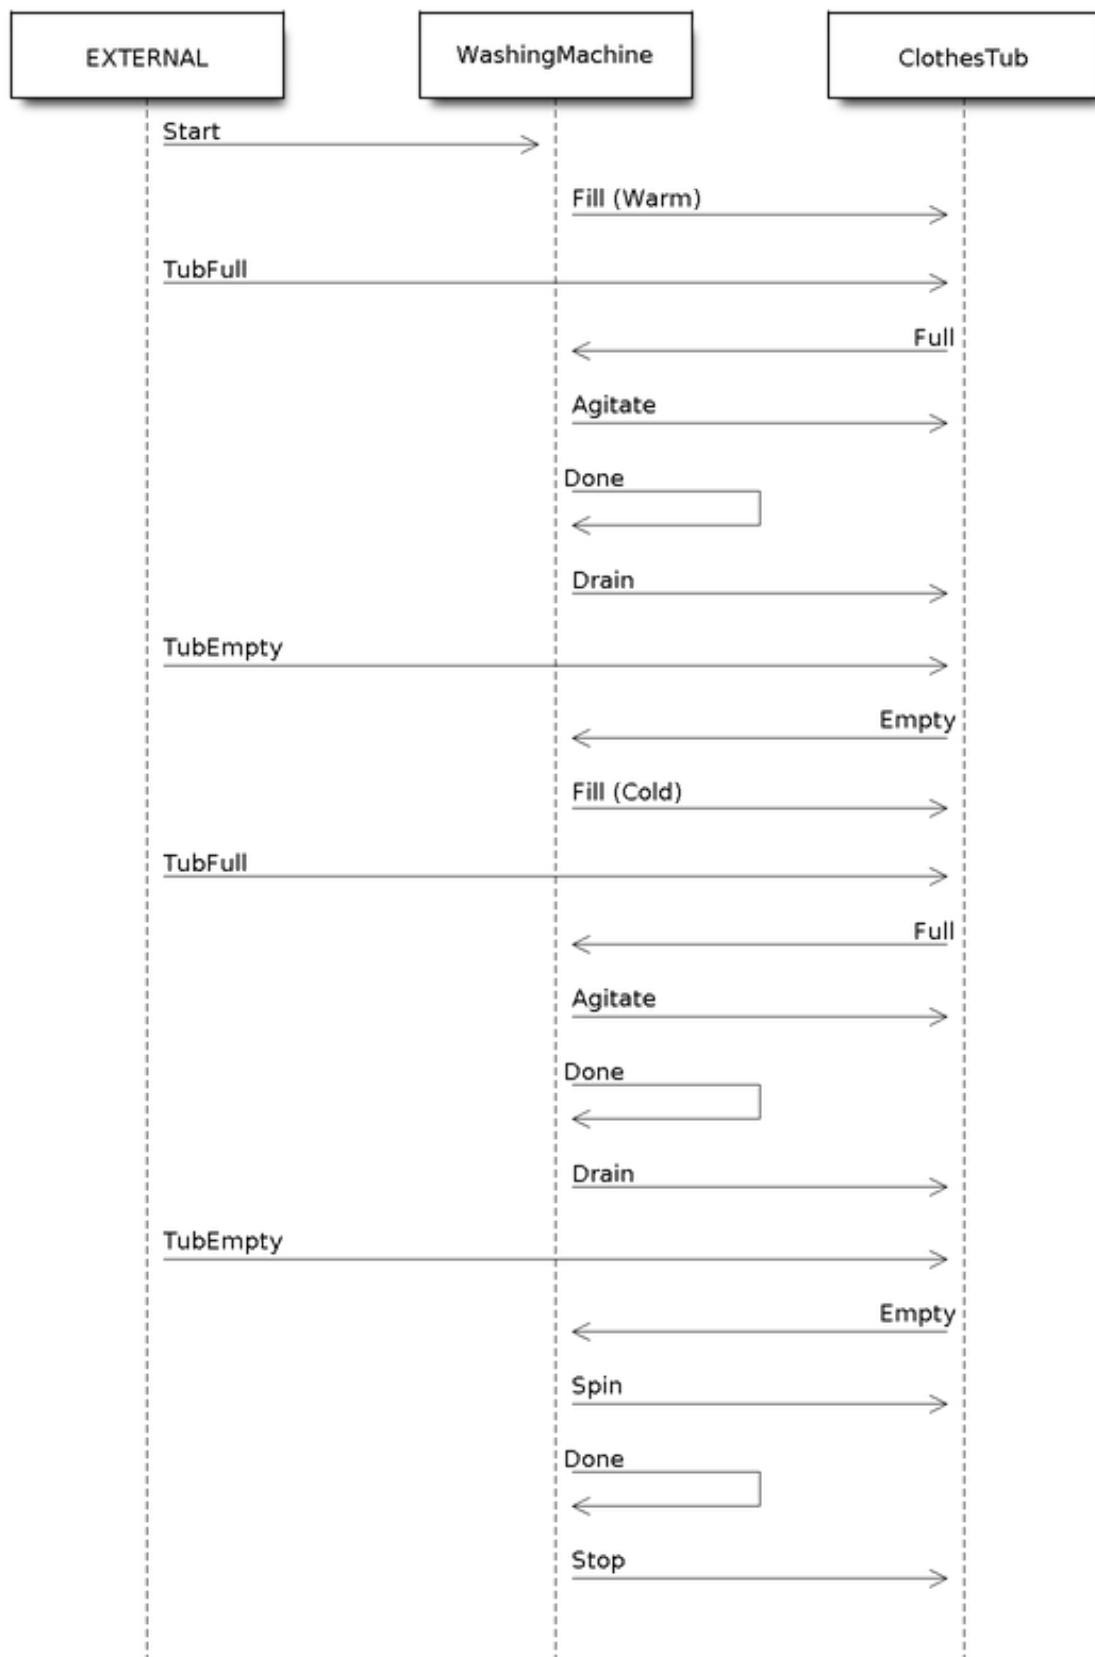 EXTERNAL
WashingMachine
ClothesTub
Start
Fill (Warm)
TubFull
Full
Agitate
Done
Drain
TubEmpty
Empty
Fill (Cold)
TubFull
Full
Agitate
Done
Drain
TubEmpty
Empty
Spin
Done
Stop